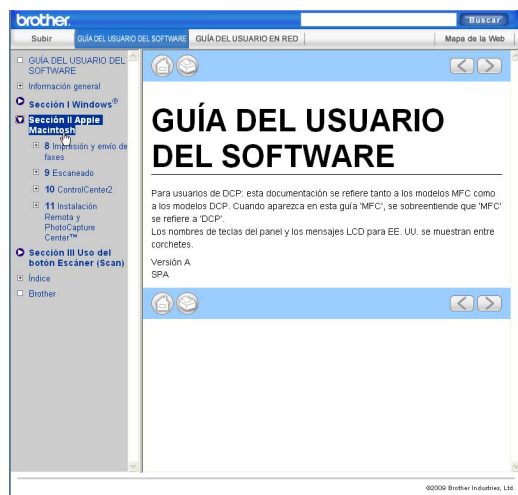 brother
Buscar
Subir
GUÍA DEL USUARIO DEL SOFTWARE
GUÍA DEL USUARIO EN RED
Mapa de la Web
GUÍA DEL USUARIO DEL
SOFTWARE
Información general
Sección I Windows®
Sección II Apple
Macintosh
8 Impresión y envío de
faxes
9 Escaneado
10 ControlCenter2
11 Instalación
Remota y
PhotoCapture
Center™
Sección III Uso del
botón Escáner (Scan)
Índice
Brother
GUÍA DEL USUARIO
DEL SOFTWARE
Para usuarios de DCP: esta documentación se refiere tanto a los modelos MFC como
a los modelos DCP. Cuando aparezca en esta guía 'MFC', se sobreentiende que 'MFC'
se refiere a 'DCP'.
Los nombres de teclas del panel y los mensajes LCD para EE. UU. se muestran entre
corchetes.
Versión A
SPA
©2009 Brother Industries, Ltd.